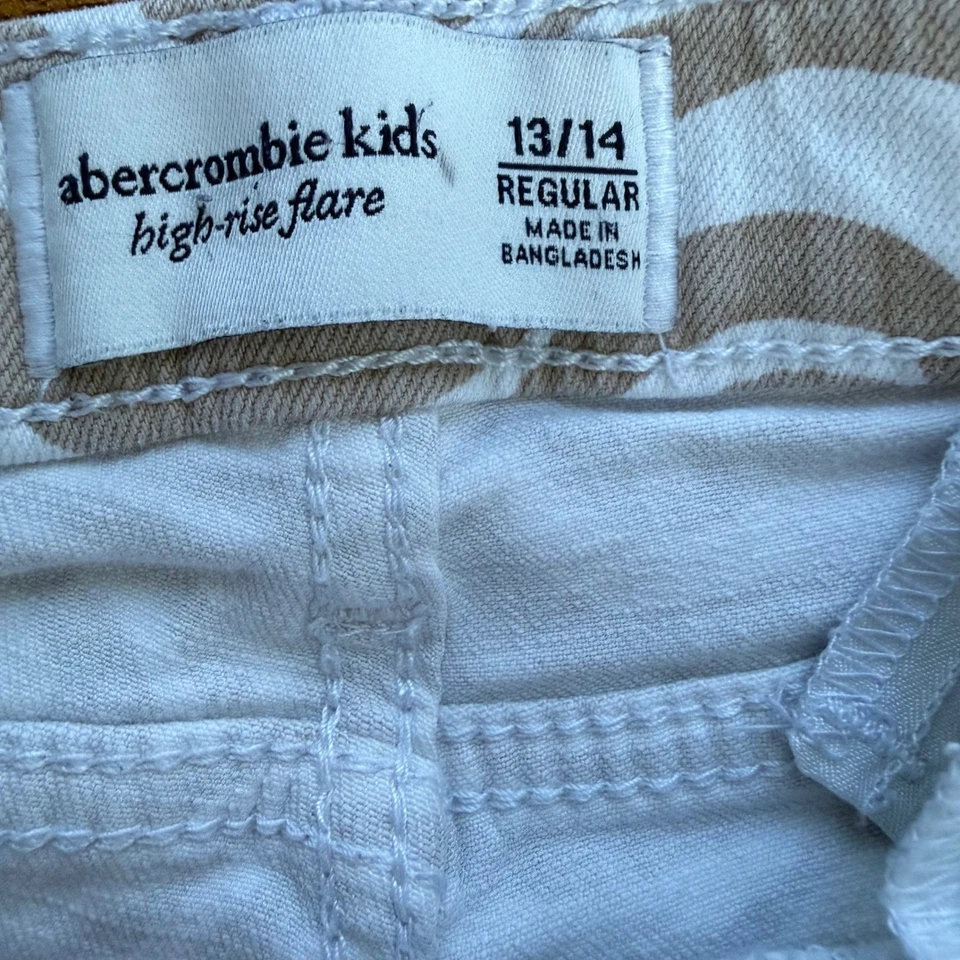 abercrombie kids
high-rise flare
13/14
REGULAR
MADE IN
BANGLADESH